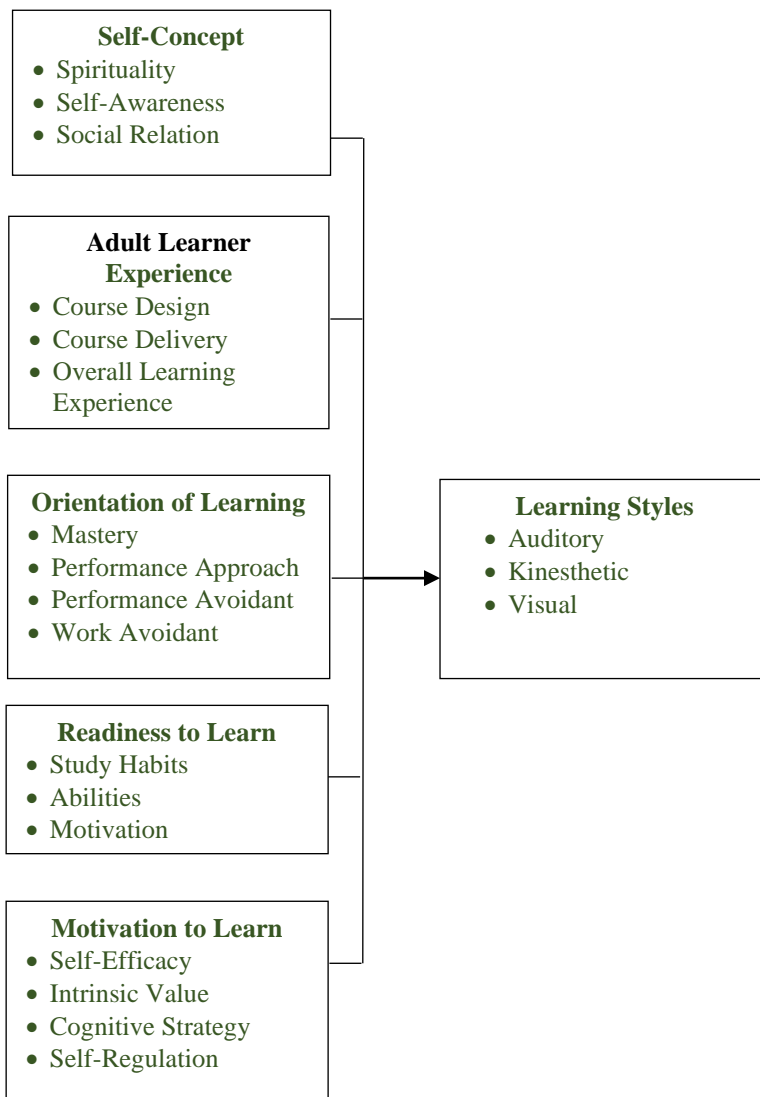 Self-Concept
• Spirituality
• Self-Awareness
• Social Relation
Adult Learner
Experience
• Course Design
• Course Delivery
• Overall Learning
Experience
Orientation of Learning
• Mastery
• Performance Approach
• Performance Avoidant
• Work Avoidant
Learning Styles
• Auditory
• Kinesthetic
• Visual
Readiness to Learn
• Study Habits
• Abilities
• Motivation
Motivation to Learn
• Self-Efficacy
• Intrinsic Value
• Cognitive Strategy
• Self-Regulation